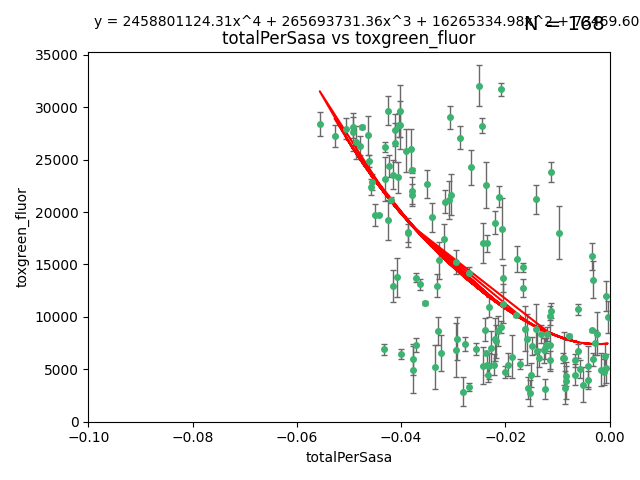 y = 2458801124.31x^4 + 265693731.36x^3 + 16265334.98x^2 +
N = 168
totalPerSasa vs toxgreen_fluor
35000
30000
25000
20000
15000
10000
5000
0
toxgreen_fluor
−0.10 −0.08 −0.06 −0.04 −0.02 0.00
totalPerSasa